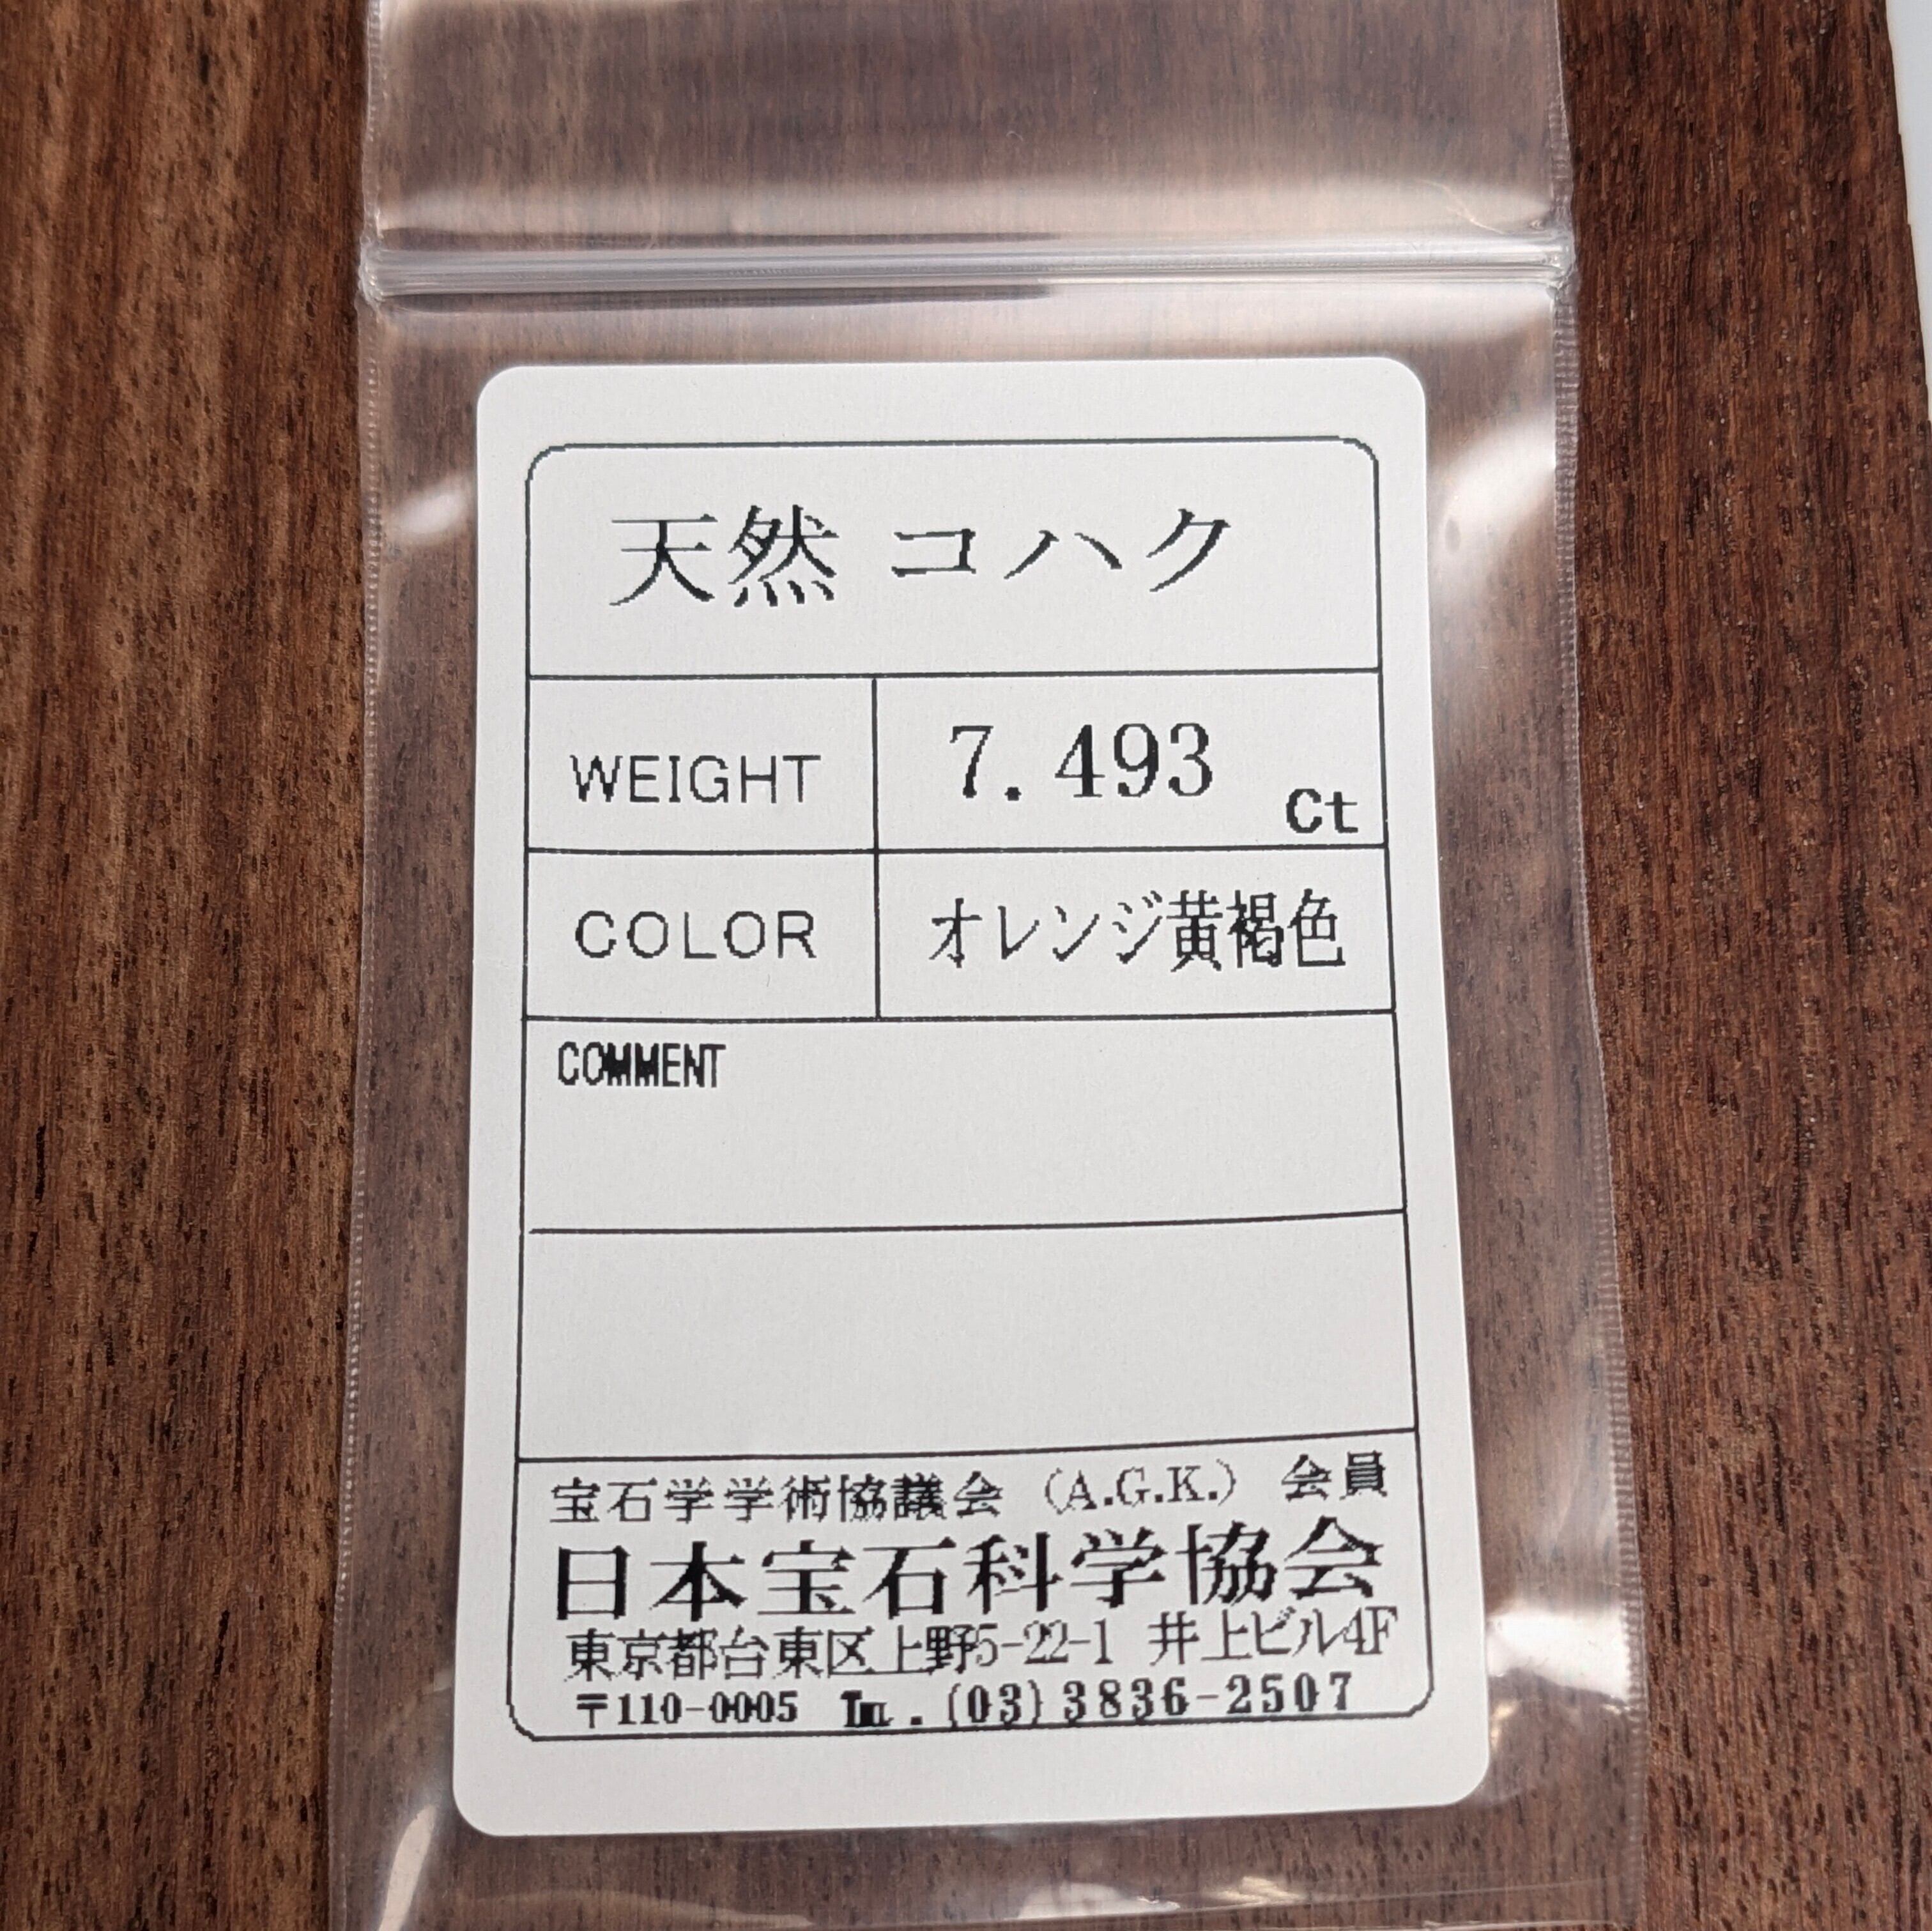 天然 コハク
WEIGHT 7.493 Ct
COLOR オレンジ黄褐色
COMMENT
宝石学学術協議会 (A.G.K.) 会員
日本宝石科学協会
東京都台東区上野5-22-1 井上ビル4F
〒110-0005 ℡.(03)3836-2507